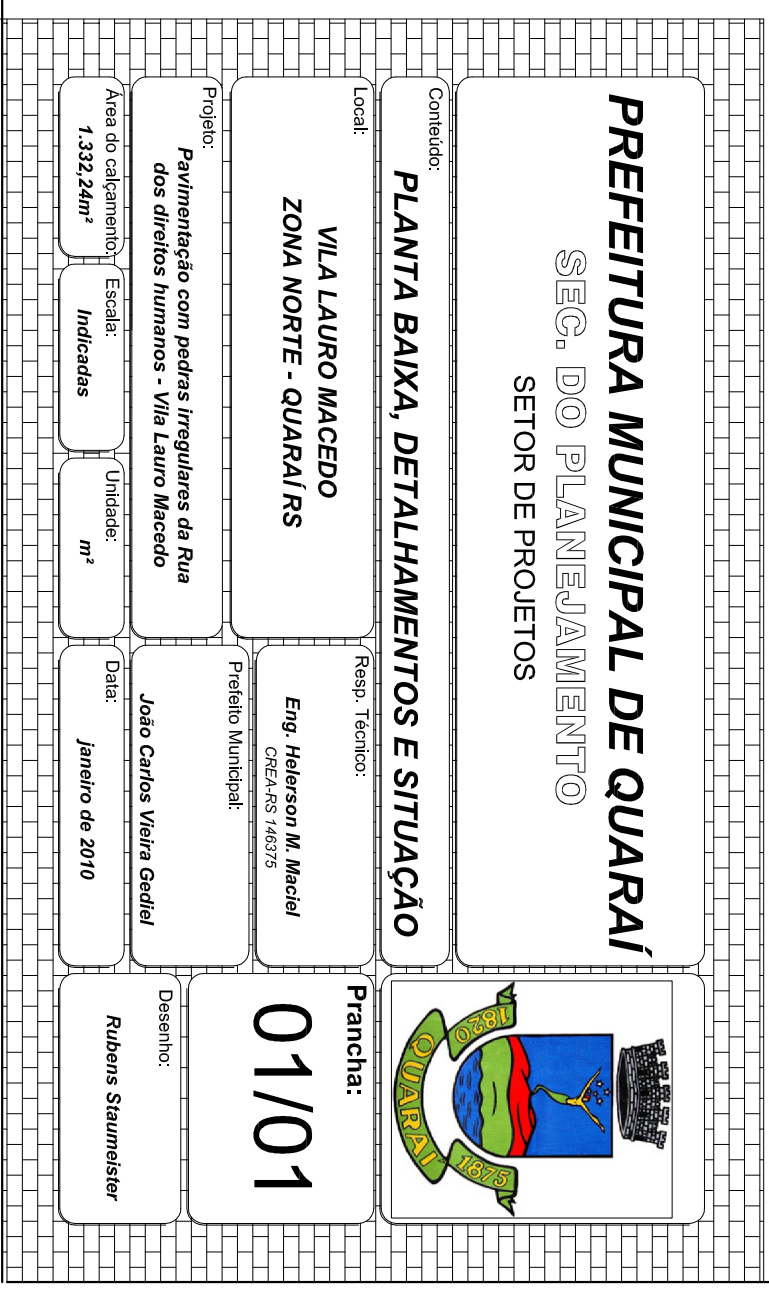 PREFEITURA MUNICIPAL DE QUARAÍ
SEC. DO PLANEJAMENTO
SETOR DE PROJETOS
1820
1875
QUARAÍ
Conteúdo:
PLANTA BAIXA, DETALHAMENTOS E SITUAÇÃO
Local:
VILA LAURO MACEDO
ZONA NORTE - QUARAÍ RS
Resp. Técnico:
Eng. Helerson M. Maciel
CREA-RS 146375
Prancha:
01/01
Projeto:
Pavimentação com pedras irregulares da Rua
dos direitos humanos - Vila Lauro Macedo
Prefeito Municipal:
João Carlos Vieira Gediel
Área do calçamento:
1.332,24m²
Escala:
Indicadas
Unidade:
m²
Data:
janeiro de 2010
Desenho:
Rubens Staumeister